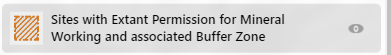 Sites with Extant Permission for Mineral
Working and associated Buffer Zone